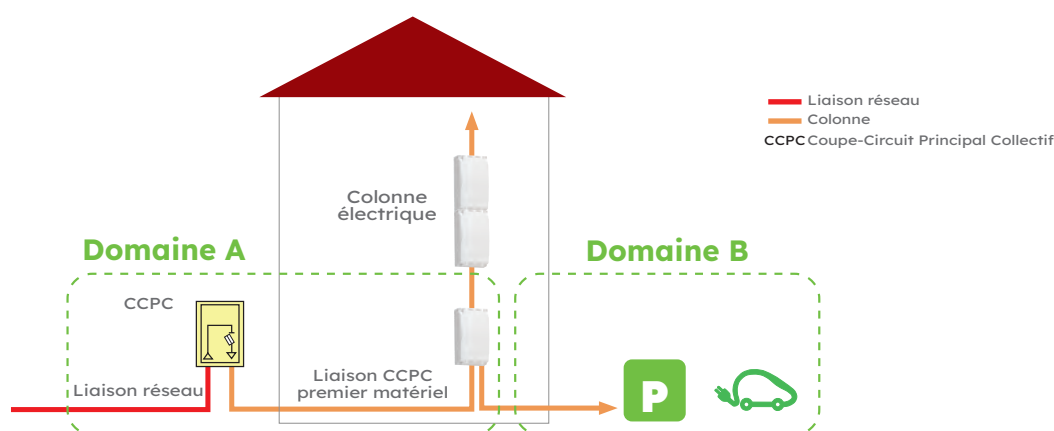 Liaison réseau
Colonne
CCPC Coupe-Circuit Principal Collectif
Colonne
électrique
Domaine A
Domaine B
CCPC
Liaison réseau
Liaison CCPC
premier matériel
P